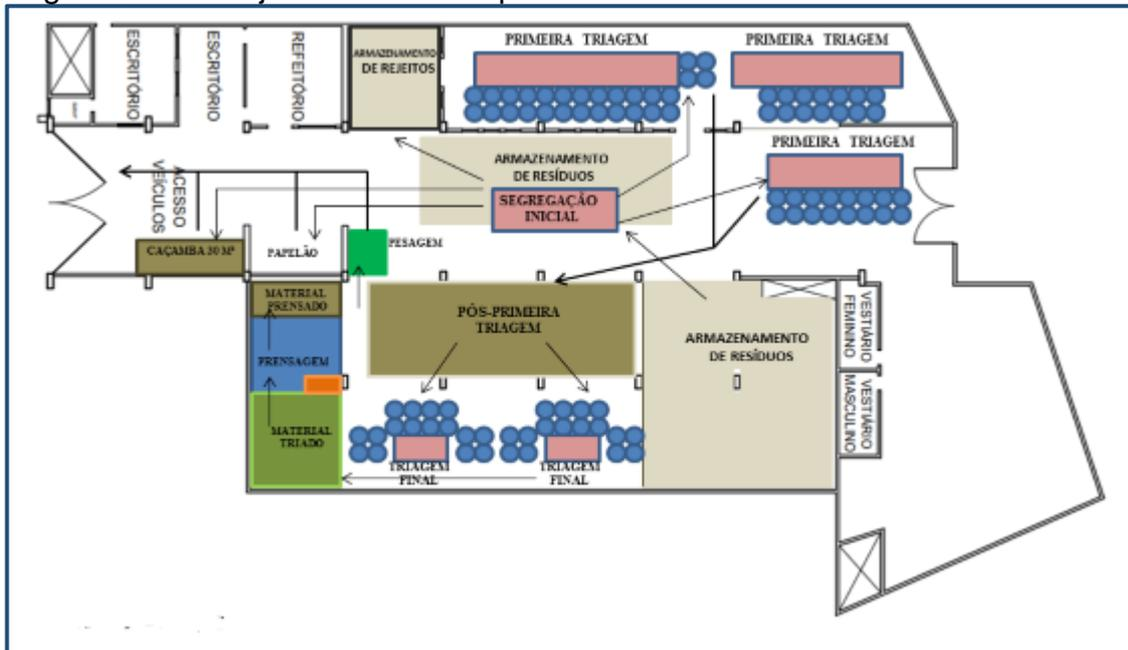 ESCRITÓRIO
ESCRITÓRIO
REFEITÓRIO
ARMAZENAMENTO
DE REJEITOS
PRIMEIRA TRIAGEM
PRIMEIRA TRIAGEM
PRIMEIRA TRIAGEM
ARMAZENAMENTO
DE RESÍDUOS
SEGREGAÇÃO
INICIAL
ACESSO
VEÍCULOS
CAÇAMBA 30 M³
PAPELÃO
PESAGEM
MATERIAL
PRENSADO
PÓS-PRIMEIRA
TRIAGEM
ARMAZENAMENTO
DE RESÍDUOS
VESTIÁRIO
FEMININO
PRENSAGEM
VESTIÁRIO
MASCULINO
MATERIAL
TRIADO
TRIAGEM
FINAL
TRIAGEM
FINAL